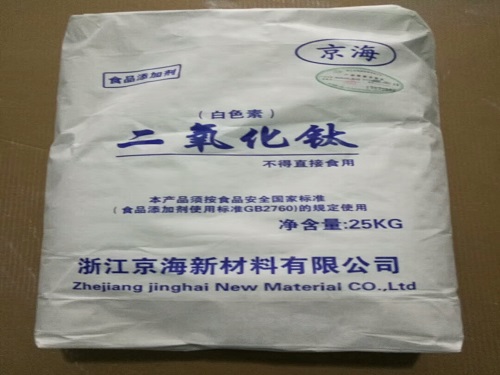 京海
食品添加剂
（白色素）
二氧化钛
不得直接食用
本产品须按食品安全国家标准
（食品添加剂使用标准GB2760)的规定使用
净含量:25KG
浙江京海新材料有限公司
Zhejiang jinghai New Material CO.,Ltd